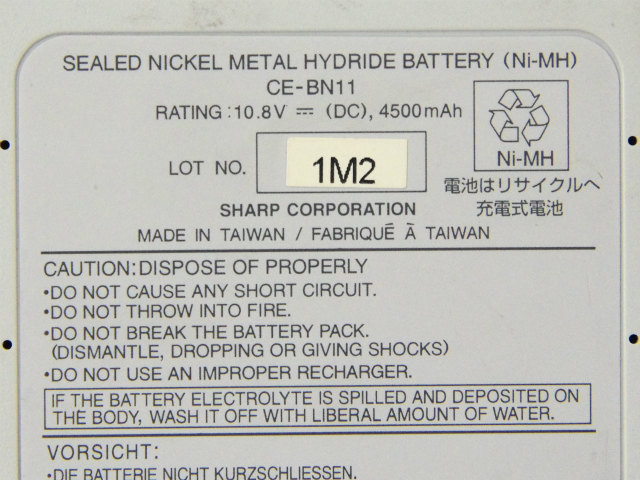 SEALED NICKEL METAL HYDRIDE BATTERY (Ni-MH)
CE-BN11
RATING : 10.8V ⎓ (DC), 4500mAh
LOT NO. 1M2
Ni-MH
電池はリサイクルへ
充電式電池
SHARP CORPORATION
MADE IN TAIWAN / FABRIQUÉ À TAIWAN
CAUTION: DISPOSE OF PROPERLY
•DO NOT CAUSE ANY SHORT CIRCUIT.
•DO NOT THROW INTO FIRE.
•DO NOT BREAK THE BATTERY PACK.
(DISMANTLE, DROPPING OR GIVING SHOCKS)
•DO NOT USE AN IMPROPER RECHARGER.
IF THE BATTERY ELECTROLYTE IS SPILLED AND DEPOSITED ON
THE BODY, WASH IT OFF WITH LIBERAL AMOUNT OF WATER.
VORSICHT:
•DIE BATTERIE NICHT KURZSCHLIESSEN.